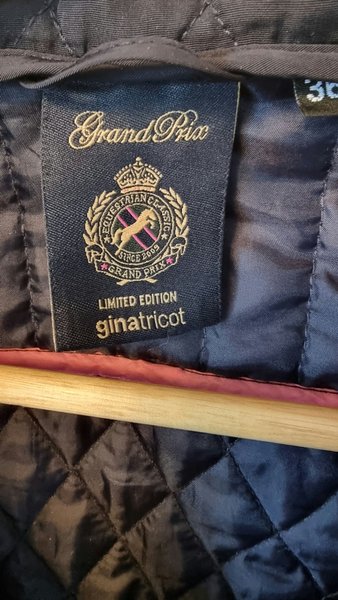 Grand Prix
EQUESTRIAN CLASSIC
SINCE 2009
GRAND PRIX
LIMITED EDITION
ginatricot